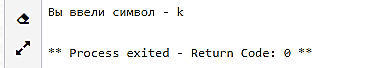 Вы ввели символ - k
** Process exited - Return Code: 0 **